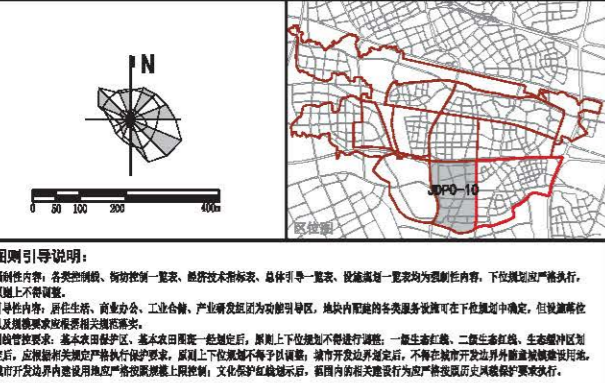 N
0 50 100 200 400m
JDPO-10
区位图
图则引导说明:
制性内容:各类控制线、街坊控制一览表、经济技术指标表、总体引导一览表、设施规划一览表均为强制性内容,下位规划应严格执行,
则上不得调整。
导性内容:居住生活、商业办公、工业仓储、产业研发组团为功能引导区,地块内配建的各类服务设施可在下位规划中确定,但设施等位
及规模要求应根据相关规范落实。
线管控要求:基本农田保护区、基本农田图斑一经划定后,原则上下位规划不得进行调整;一级生态红线、二级生态红线、生态缓冲区划
定后,应根据相关规定严格执行保护要求,原则上下位规划不得予以调整;城市开发边界划定后,不得在城市开发边界外新建城镇建设用地,
城市开发边界内建设用地应严格按照规模上限控制;文化保护红线划示后,范围内的相关建设行为应严格按照历史风貌保护要求执行。